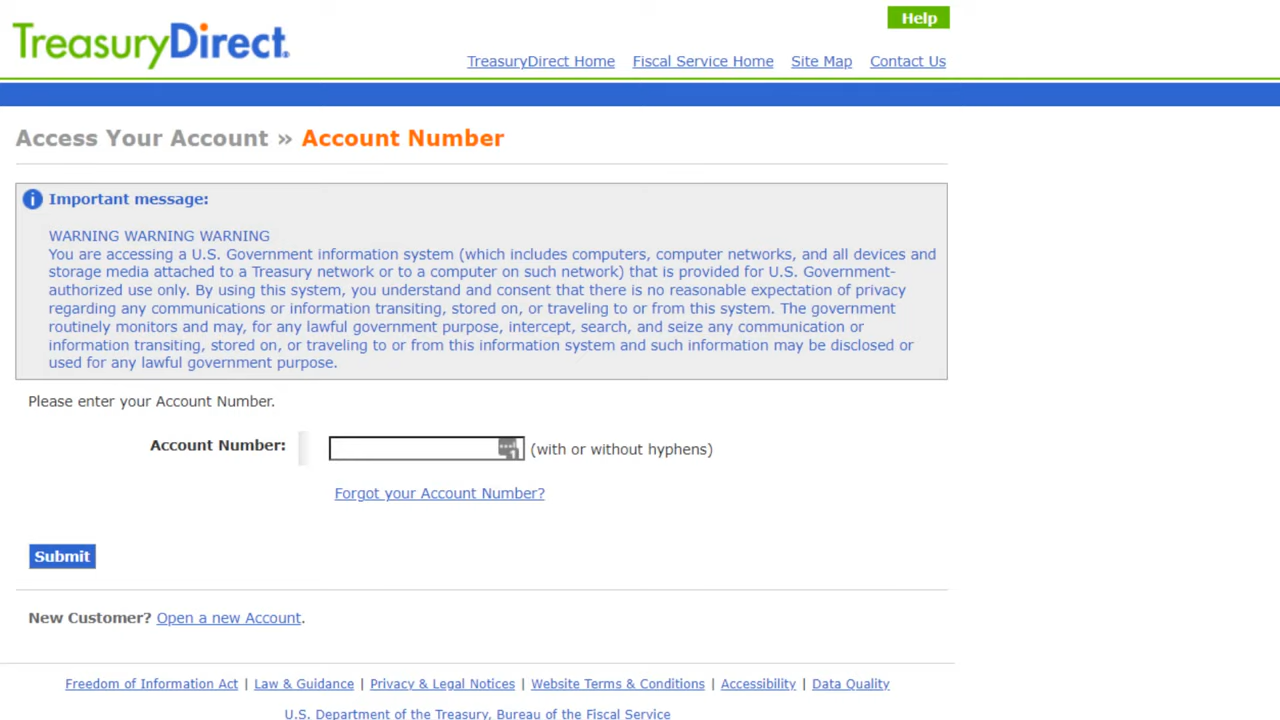 Help
TreasuryDirect®
TreasuryDirect Home Fiscal Service Home Site Map Contact Us
Access Your Account » Account Number
i Important message:
WARNING WARNING WARNING
You are accessing a U.S. Government information system (which includes computers, computer networks, and all devices and
storage media attached to a Treasury network or to a computer on such network) that is provided for U.S. Government-
authorized use only. By using this system, you understand and consent that there is no reasonable expectation of privacy
regarding any communications or information transiting, stored on, or traveling to or from this system. The government
routinely monitors and may, for any lawful government purpose, intercept, search, and seize any communication or
information transiting, stored on, or traveling to or from this information system and such information may be disclosed or
used for any lawful government purpose.
Please enter your Account Number.
Account Number: 1 (with or without hyphens)
Forgot your Account Number?
Submit
New Customer? Open a new Account.
Freedom of Information Act | Law & Guidance | Privacy & Legal Notices | Website Terms & Conditions | Accessibility | Data Quality
U.S. Department of the Treasury, Bureau of the Fiscal Service